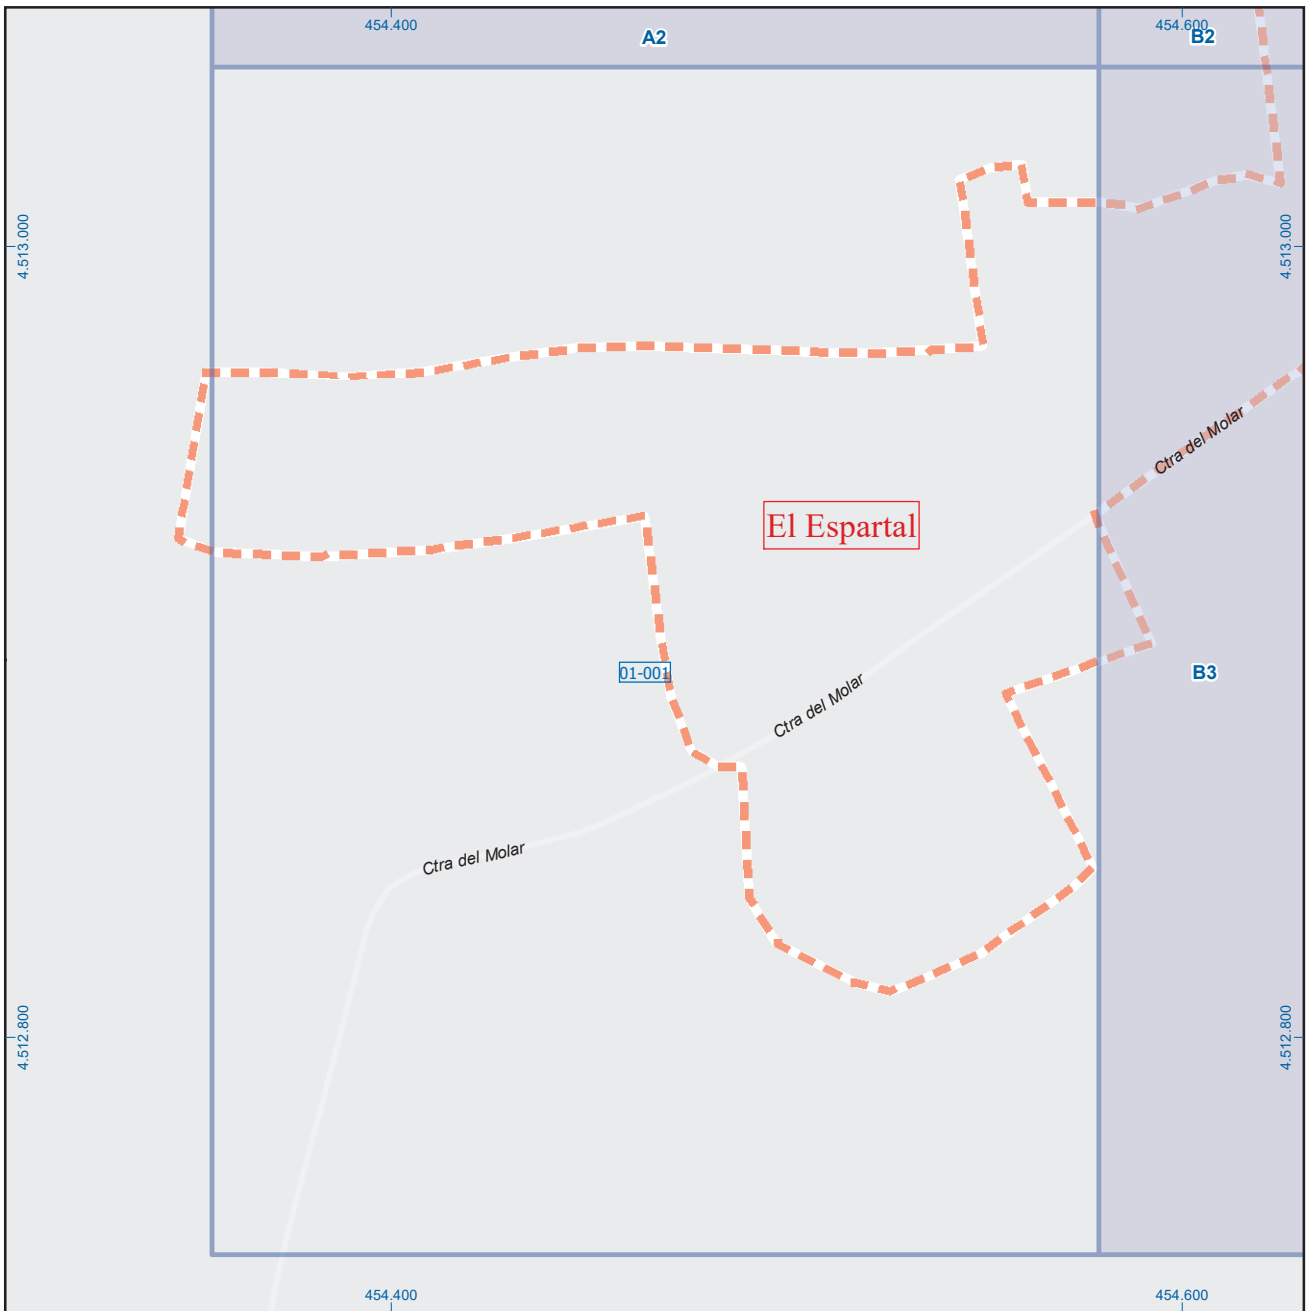 454.400
454.600
A2
B2
4.513.000
4.513.000
Ctra del Molar
El Espartal
01-001
B3
Ctra del Molar
Ctra del Molar
4.512.800
4.512.800
454.400
454.600